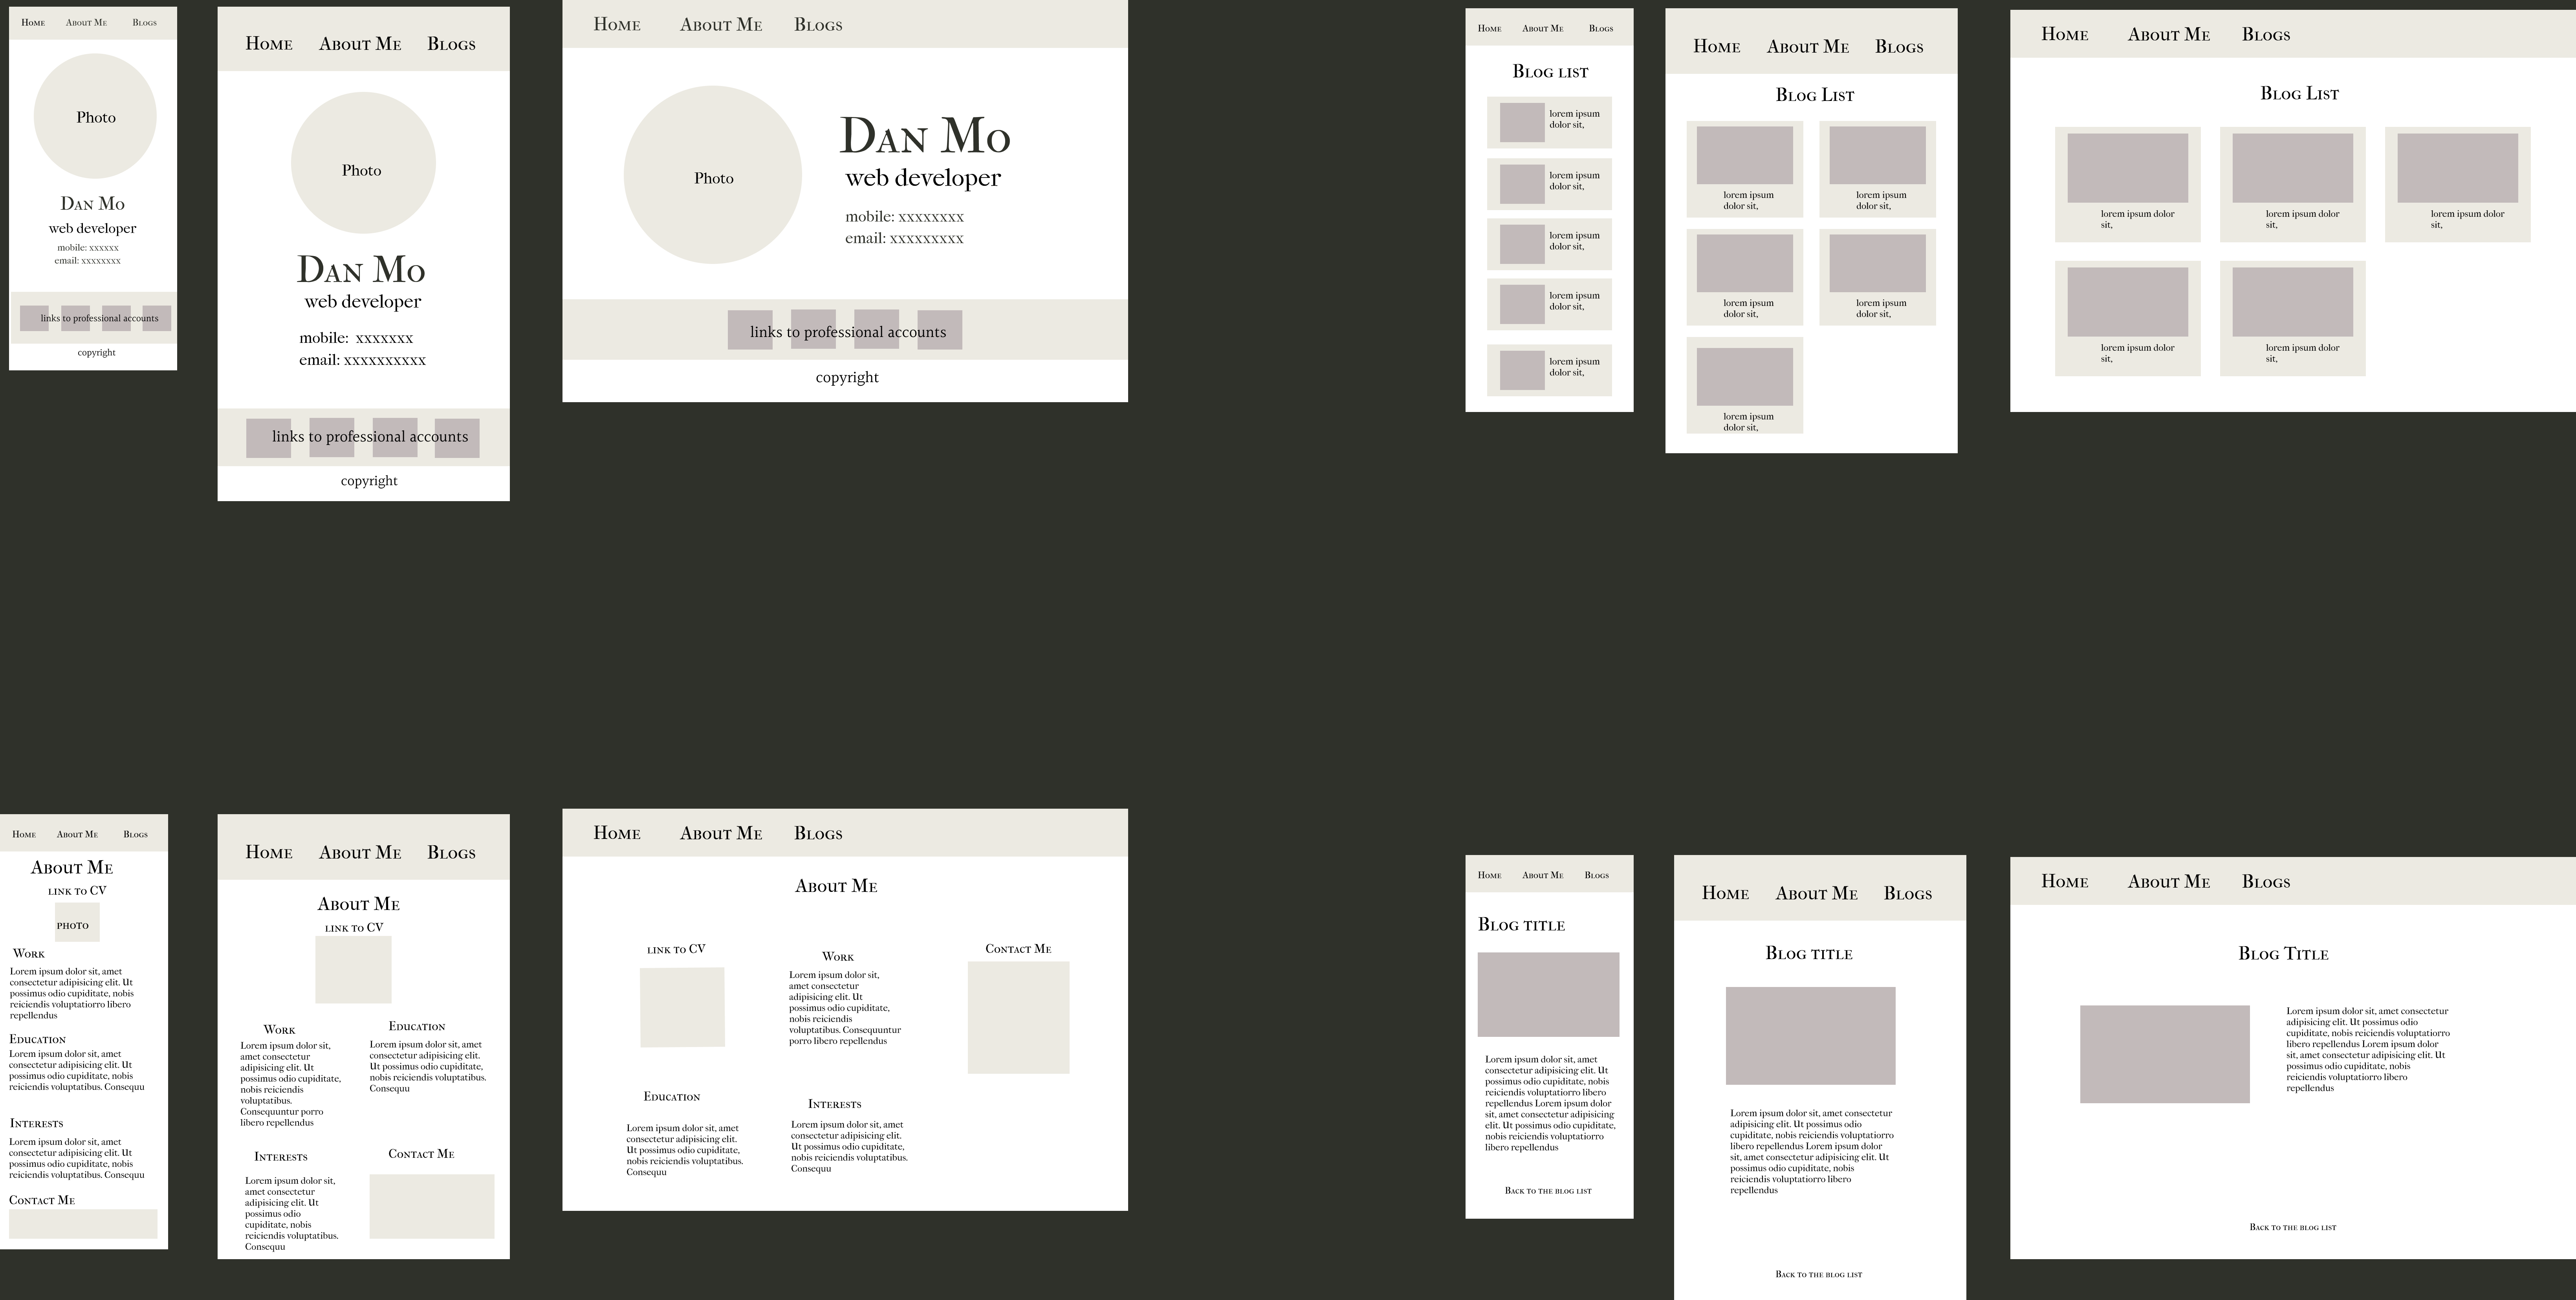 Home About Me Blogs
Photo
Dan Mo
web developer
mobile: xxxxxx
email: xxxxxxxx
links to professional accounts
copyright
Home About Me Blogs
Photo
Dan Mo
web developer
mobile: xxxxxxx
email: xxxxxxxxxx
links to professional accounts
copyright
Home About Me Blogs
Photo
Dan Mo
web developer
mobile: xxxxxxxx
email: xxxxxxxxx
links to professional accounts
copyright
Home About Me Blogs
Blog list
lorem ipsum
dolor sit,
lorem ipsum
dolor sit,
lorem ipsum
dolor sit,
lorem ipsum
dolor sit,
lorem ipsum
dolor sit,
Home About Me Blogs
Blog List
lorem ipsum
dolor sit,
lorem ipsum
dolor sit,
lorem ipsum
dolor sit,
lorem ipsum
dolor sit,
lorem ipsum
dolor sit,
Home About Me Blogs
Blog List
lorem ipsum dolor
sit,
lorem ipsum dolor
sit,
lorem ipsum dolor
sit,
lorem ipsum dolor
sit,
lorem ipsum dolor
sit,
Home About Me Blogs
About Me
link to CV
photo
Work
Lorem ipsum dolor sit, amet
consectetur adipisicing elit. Ut
possimus odio cupiditate, nobis
reiciendis voluptatiorro libero
repellendus
Education
Lorem ipsum dolor sit, amet
consectetur adipisicing elit. Ut
possimus odio cupiditate, nobis
reiciendis voluptatibus. Consequu
Interests
Lorem ipsum dolor sit, amet
consectetur adipisicing elit. Ut
possimus odio cupiditate, nobis
reiciendis voluptatibus. Consequu
Contact Me
Home About Me Blogs
About Me
link to CV
Work
Lorem ipsum dolor sit,
amet consectetur
adipisicing elit. Ut
possimus odio cupiditate,
nobis reiciendis
voluptatibus.
Consequuntur porro
libero repellendus
Education
Lorem ipsum dolor sit, amet
consectetur adipisicing elit.
Ut possimus odio cupiditate,
nobis reiciendis voluptatibus.
Consequu
Interests
Lorem ipsum dolor sit,
amet consectetur
adipisicing elit. Ut
possimus odio
cupiditate, nobis
reiciendis voluptatibus.
Consequu
Contact Me
Home About Me Blogs
About Me
link to CV
Work
Lorem ipsum dolor sit,
amet consectetur
adipisicing elit. Ut
possimus odio cupiditate,
nobis reiciendis
voluptatibus. Consequuntur
porro libero repellendus
Contact Me
Education
Lorem ipsum dolor sit, amet
consectetur adipisicing elit.
Ut possimus odio cupiditate,
nobis reiciendis voluptatibus.
Consequu
Interests
Lorem ipsum dolor sit, amet
consectetur adipisicing elit.
Ut possimus odio cupiditate,
nobis reiciendis voluptatibus.
Consequu
Home About Me Blogs
Blog title
Lorem ipsum dolor sit, amet
consectetur adipisicing elit. Ut
possimus odio cupiditate, nobis
reiciendis voluptatiorro libero
repellendus Lorem ipsum dolor
sit, amet consectetur adipisicing
elit. Ut possimus odio cupiditate,
nobis reiciendis voluptatiorro
libero repellendus
Back to the blog list
Home About Me Blogs
Blog title
Lorem ipsum dolor sit, amet consectetur
adipisicing elit. Ut possimus odio
cupiditate, nobis reiciendis voluptatiorro
libero repellendus Lorem ipsum dolor
sit, amet consectetur adipisicing elit. Ut
possimus odio cupiditate, nobis
reiciendis voluptatiorro libero
repellendus
Back to the blog list
Home About Me Blogs
Blog Title
Lorem ipsum dolor sit, amet consectetur
adipisicing elit. Ut possimus odio
cupiditate, nobis reiciendis voluptatiorro
libero repellendus Lorem ipsum dolor
sit, amet consectetur adipisicing elit. Ut
possimus odio cupiditate, nobis
reiciendis voluptatiorro libero
repellendus
Back to the blog list